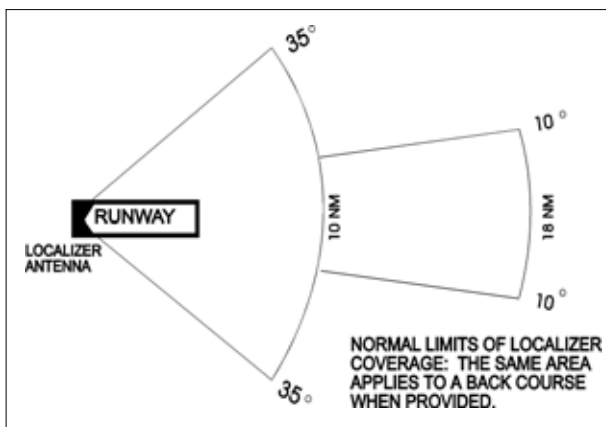 35°
10°
RUNWAY
10 NM
18 NM
LOCALIZER
ANTENNA
10°
35°
NORMAL LIMITS OF LOCALIZER
COVERAGE: THE SAME AREA
APPLIES TO A BACK COURSE
WHEN PROVIDED.